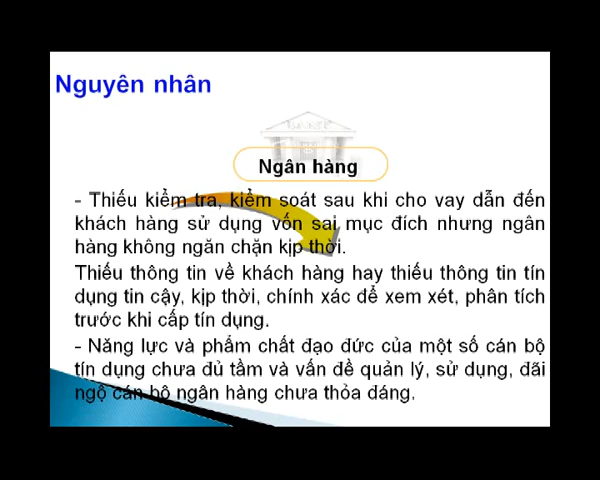 Nguyên nhân
BANK
Ngân hàng
- Thiếu kiểm tra, kiểm soát sau khi cho vay dẫn đến
khách hàng sử dụng vốn sai mục đích nhưng ngân
hàng không ngăn chặn kịp thời.
Thiếu thông tin về khách hàng hay thiếu thông tin tín
dụng tin cậy, kịp thời, chính xác để xem xét, phân tích
trước khi cấp tín dụng.
- Năng lực và phẩm chất đạo đức của một số cán bộ
tín dụng chưa đủ tầm và vấn đề quản lý, sử dụng, đãi
ngộ cán bộ ngân hàng chưa thỏa dáng.